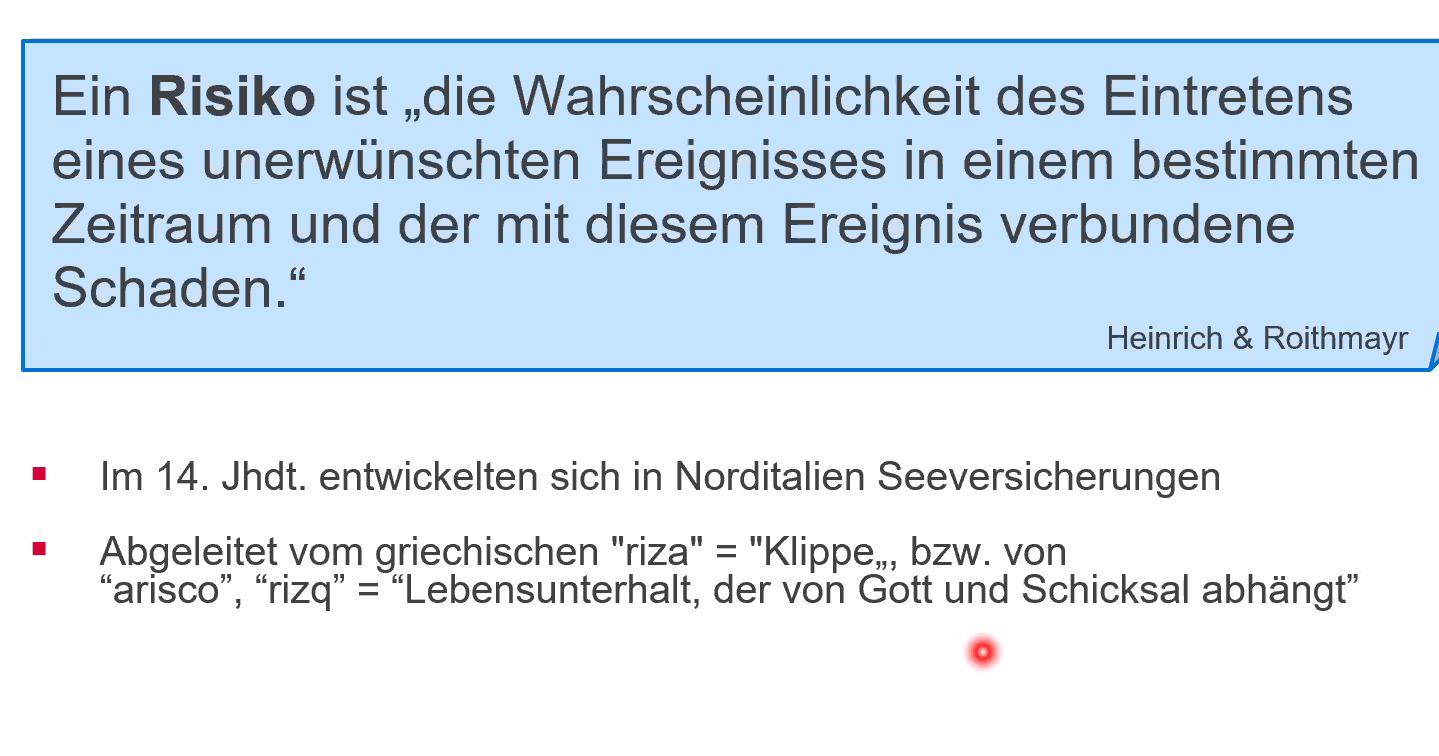 Ein Risiko ist „die Wahrscheinlichkeit des Eintretens
eines unerwünschten Ereignisses in einem bestimmten
Zeitraum und der mit diesem Ereignis verbundene
Schaden.“
Heinrich & Roithmayr
Im 14. Jhdt. entwickelten sich in Norditalien Seeversicherungen
Abgeleitet vom griechischen "riza" = "Klippe„, bzw. von
“arisco”, “rizq” = “Lebensunterhalt, der von Gott und Schicksal abhängt”